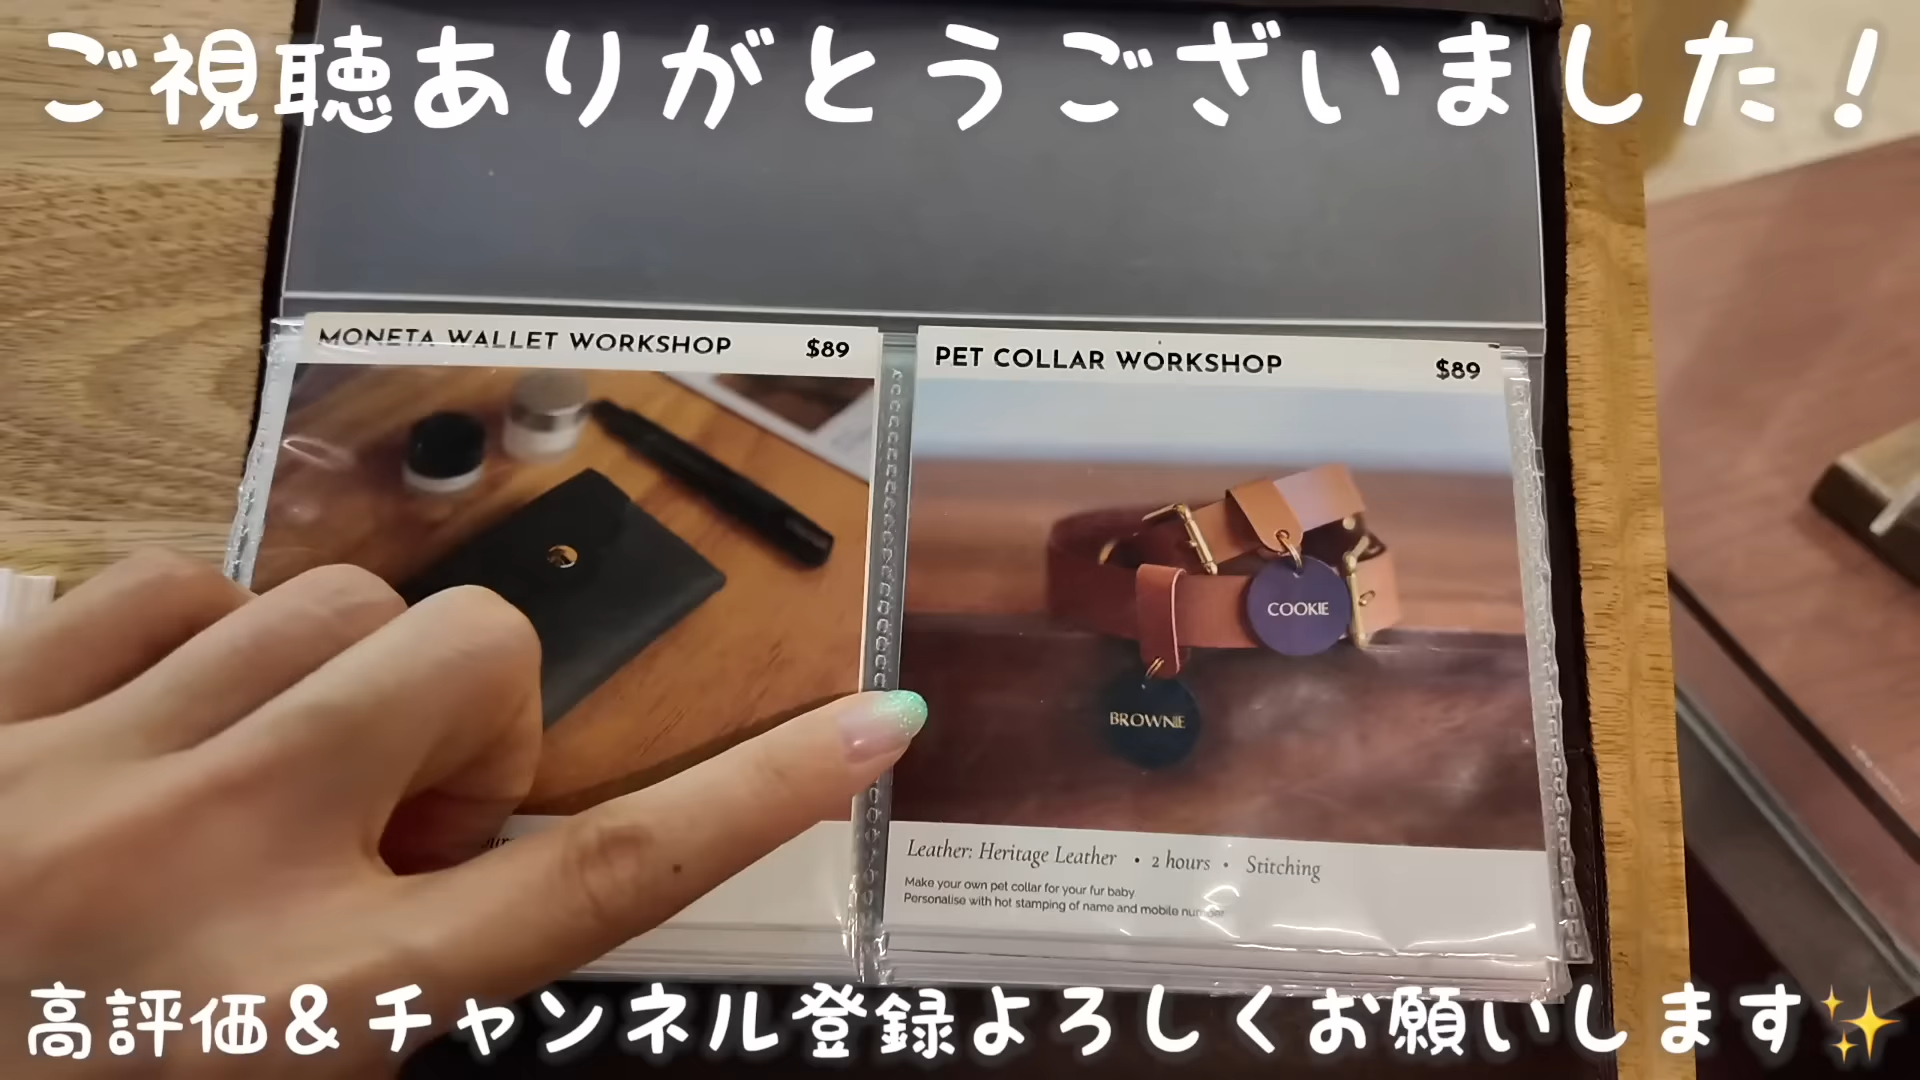 ご視聴ありがとうございました！
MONETA WALLET WORKSHOP $89
PET COLLAR WORKSHOP $89
COOKIE
BROWNIE
Leather: Heritage Leather • 2 hours • Stitching
Make your own pet collar for your fur baby
Personalise with hot stamping of name and mobile number
高評価&チャンネル登録よろしくお願いします✨